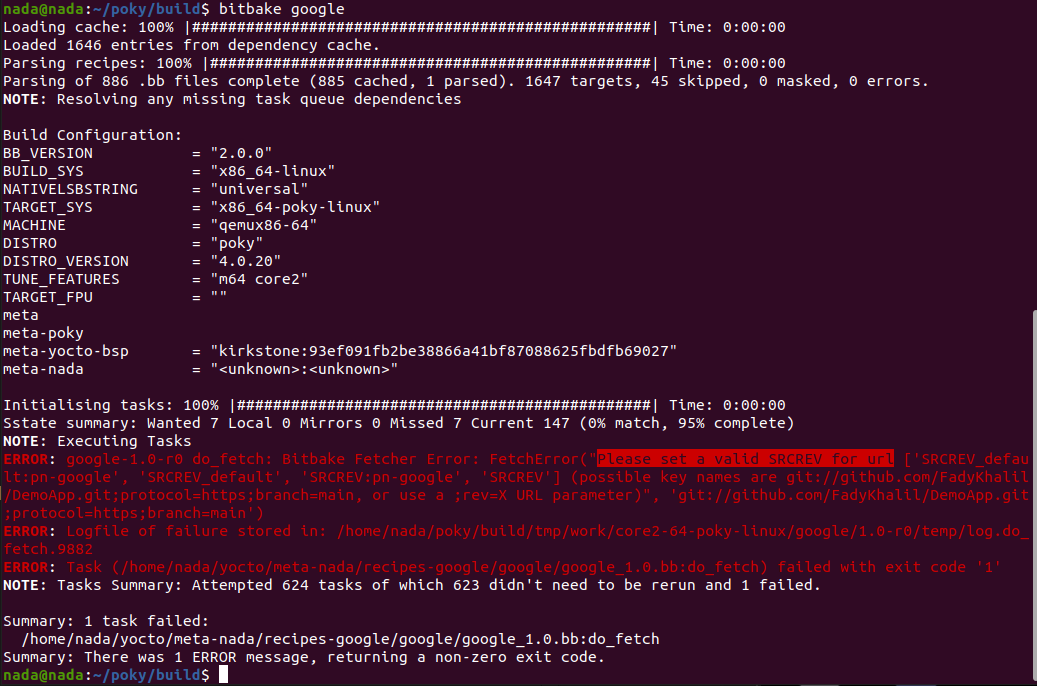 nada@nada:~/poky/build$ bitbake google
Loading cache: 100% |###################################################| Time: 0:00:00
Loaded 1646 entries from dependency cache.
Parsing recipes: 100% |#################################################| Time: 0:00:00
Parsing of 886 .bb files complete (885 cached, 1 parsed). 1647 targets, 45 skipped, 0 masked, 0 errors.
NOTE: Resolving any missing task queue dependencies
Build Configuration:
BB_VERSION           = "2.0.0"
BUILD_SYS            = "x86_64-linux"
NATIVELSBSTRING      = "universal"
TARGET_SYS           = "x86_64-poky-linux"
MACHINE              = "qemux86-64"
DISTRO               = "poky"
DISTRO_VERSION       = "4.0.20"
TUNE_FEATURES        = "m64 core2"
TARGET_FPU           = ""
meta
meta-poky
meta-yocto-bsp       = "kirkstone:93ef091fb2be38866a41bf87088625fbdfb69027"
meta-nada            = "<unknown>:<unknown>"
Initialising tasks: 100% |##############################################| Time: 0:00:00
Sstate summary: Wanted 7 Local 0 Mirrors 0 Missed 7 Current 147 (0% match, 95% complete)
NOTE: Executing Tasks
ERROR: google-1.0-r0 do_fetch: Bitbake Fetcher Error: FetchError("Please set a valid SRCREV for url ['SRCREV_defau
lt:pn-google', 'SRCREV_default', 'SRCREV:pn-google', 'SRCREV'] (possible key names are git://github.com/FadyKhalil
/DemoApp.git;protocol=https;branch=main, or use a ;rev=X URL parameter)", 'git://github.com/FadyKhalil/DemoApp.git
;protocol=https;branch=main')
ERROR: Logfile of failure stored in: /home/nada/poky/build/tmp/work/core2-64-poky-linux/google/1.0-r0/temp/log.do_
fetch.9882
ERROR: Task (/home/nada/yocto/meta-nada/recipes-google/google/google_1.0.bb:do_fetch) failed with exit code '1'
NOTE: Tasks Summary: Attempted 624 tasks of which 623 didn't need to be rerun and 1 failed.
Summary: 1 task failed:
  /home/nada/yocto/meta-nada/recipes-google/google/google_1.0.bb:do_fetch
Summary: There was 1 ERROR message, returning a non-zero exit code.
nada@nada:~/poky/build$